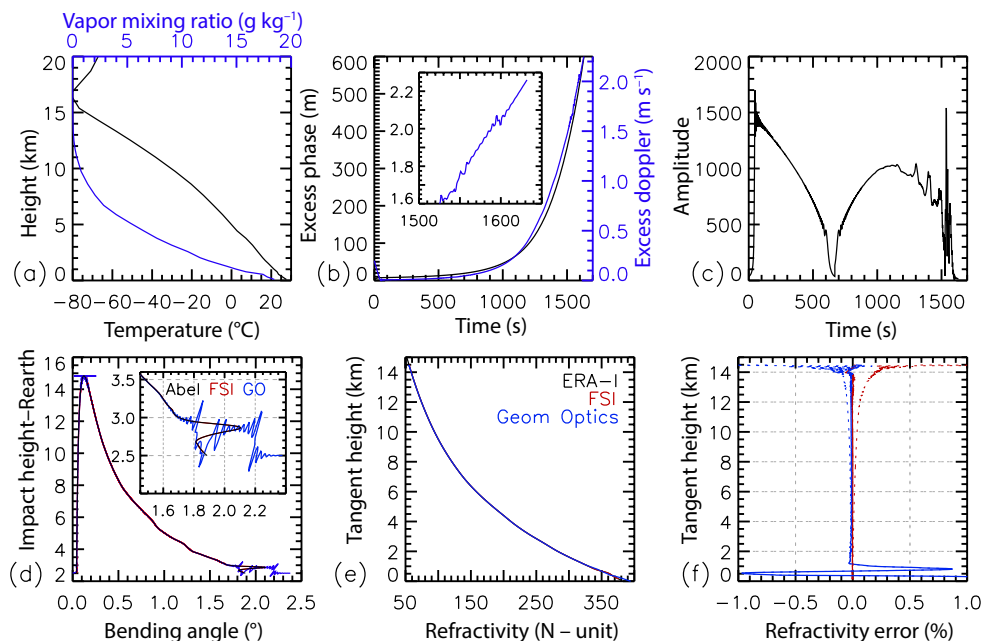 Vapor mixing ratio (g kg⁻¹)
0 5 10 15 20
20
15
10
5
0
Height (km)
(a)
−80 −60 −40 −20 0 20
Temperature (°C)
600
500
400
300
200
100
0
Excess phase (m)
2.2
2.0
1.8
1.6
1500 1600
2.0
1.5
1.0
0.5
0.0
Excess doppler (m s⁻¹)
(b)
0 500 1000 1500
Time (s)
2000
1500
1000
500
0
Amplitude
(c)
0 500 1000 1500
Time (s)
16
14
12
10
8
6
4
2
Impact height–Rearth
3.5
3.0
2.5
Abel FSI GO
1.6 1.8 2.0 2.2
(d)
0.0 0.5 1.0 1.5 2.0 2.5
Bending angle (°)
14
12
10
8
6
4
2
0
Tangent height (km)
ERA−I
FSI
Geom Optics
(e)
50 150 250 350
Refractivity (N – unit)
14
12
10
8
6
4
2
0
Tangent height (km)
(f)
−1.0 −0.5 0.0 0.5 1.0
Refractivity error (%)